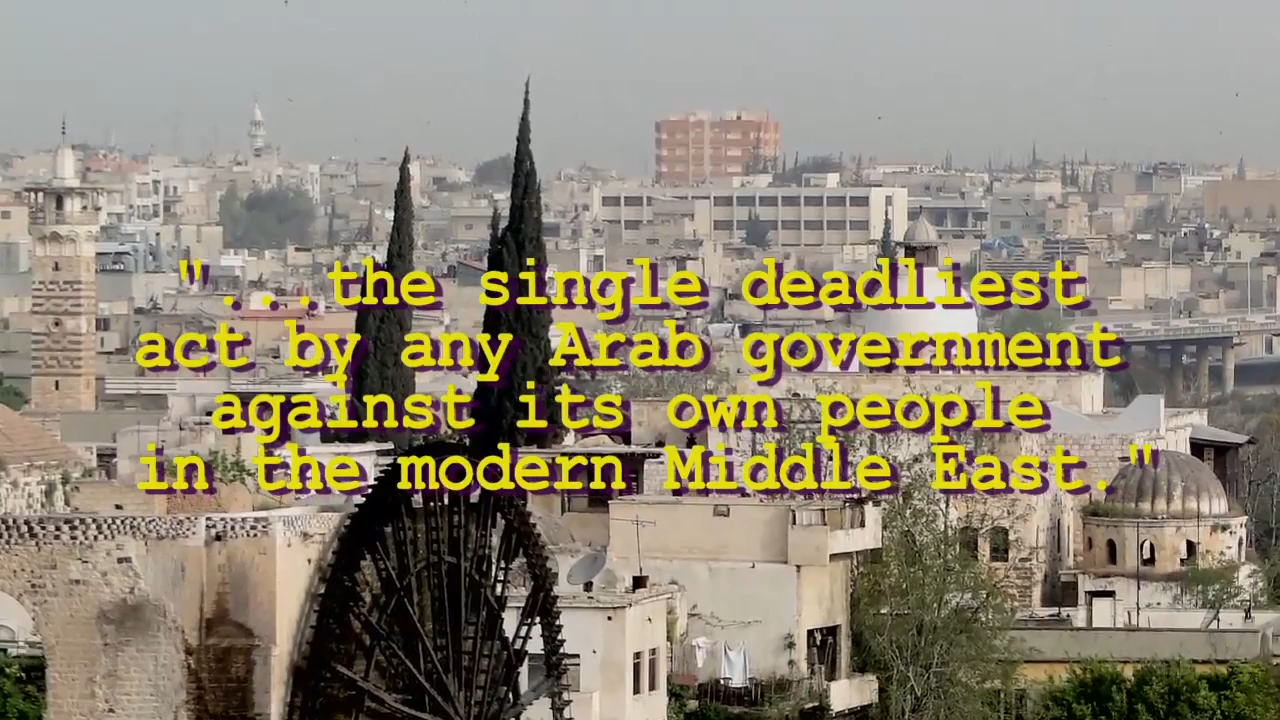 "...the single deadliest
act by any Arab government
against its own people
in the modern Middle East."